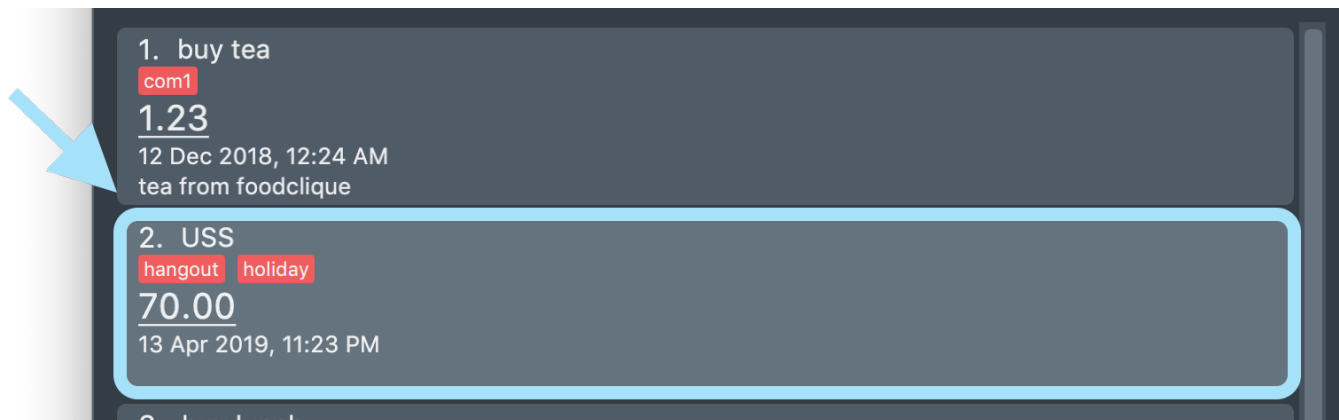 1. buy tea
com1
1.23
12 Dec 2018, 12:24 AM
tea from foodclique
2. USS
hangout holiday
70.00
13 Apr 2019, 11:23 PM